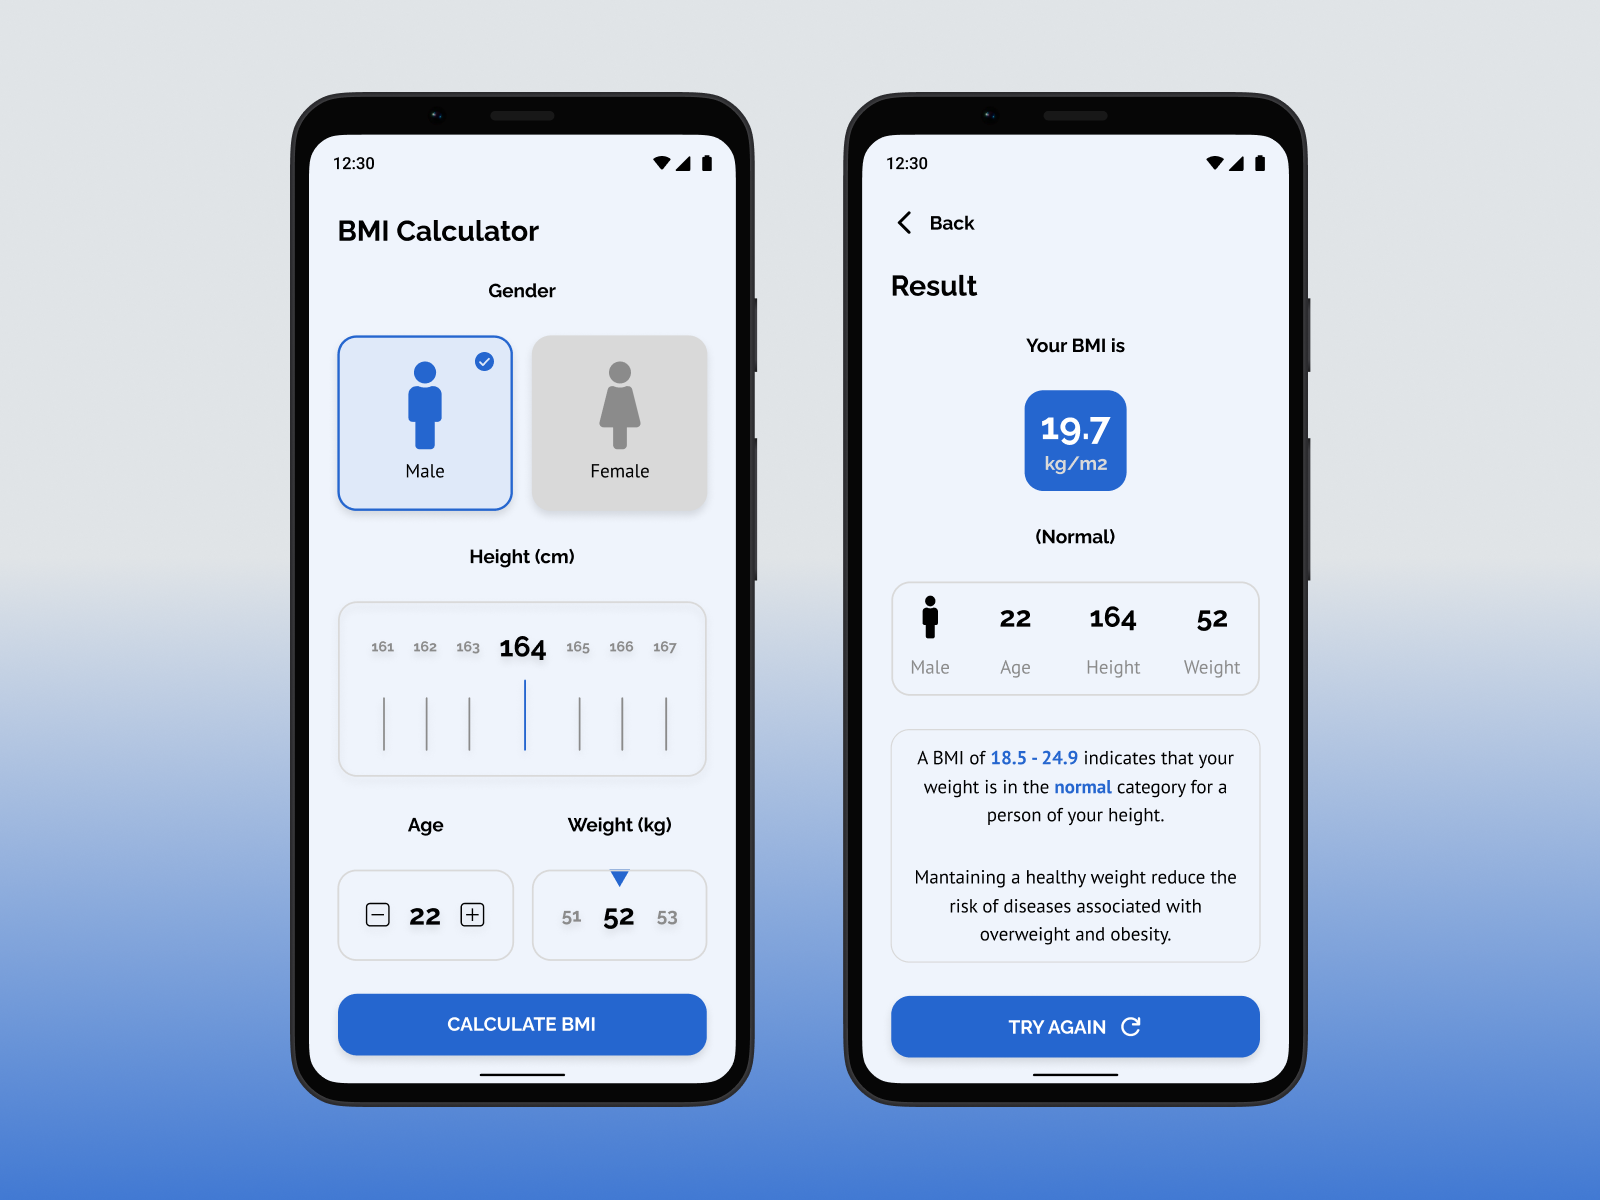 12:30
BMI Calculator
Gender
Male
Female
Height (cm)
161 162 163 164 165 166 167
Age
Weight (kg)
22
51 52 53
CALCULATE BMI
12:30
Back
Result
Your BMI is
19.7
kg/m2
(Normal)
22 164 52
Male Age Height Weight
A BMI of 18.5 - 24.9 indicates that your
weight is in the normal category for a
person of your height.
Mantaining a healthy weight reduce the
risk of diseases associated with
overweight and obesity.
TRY AGAIN